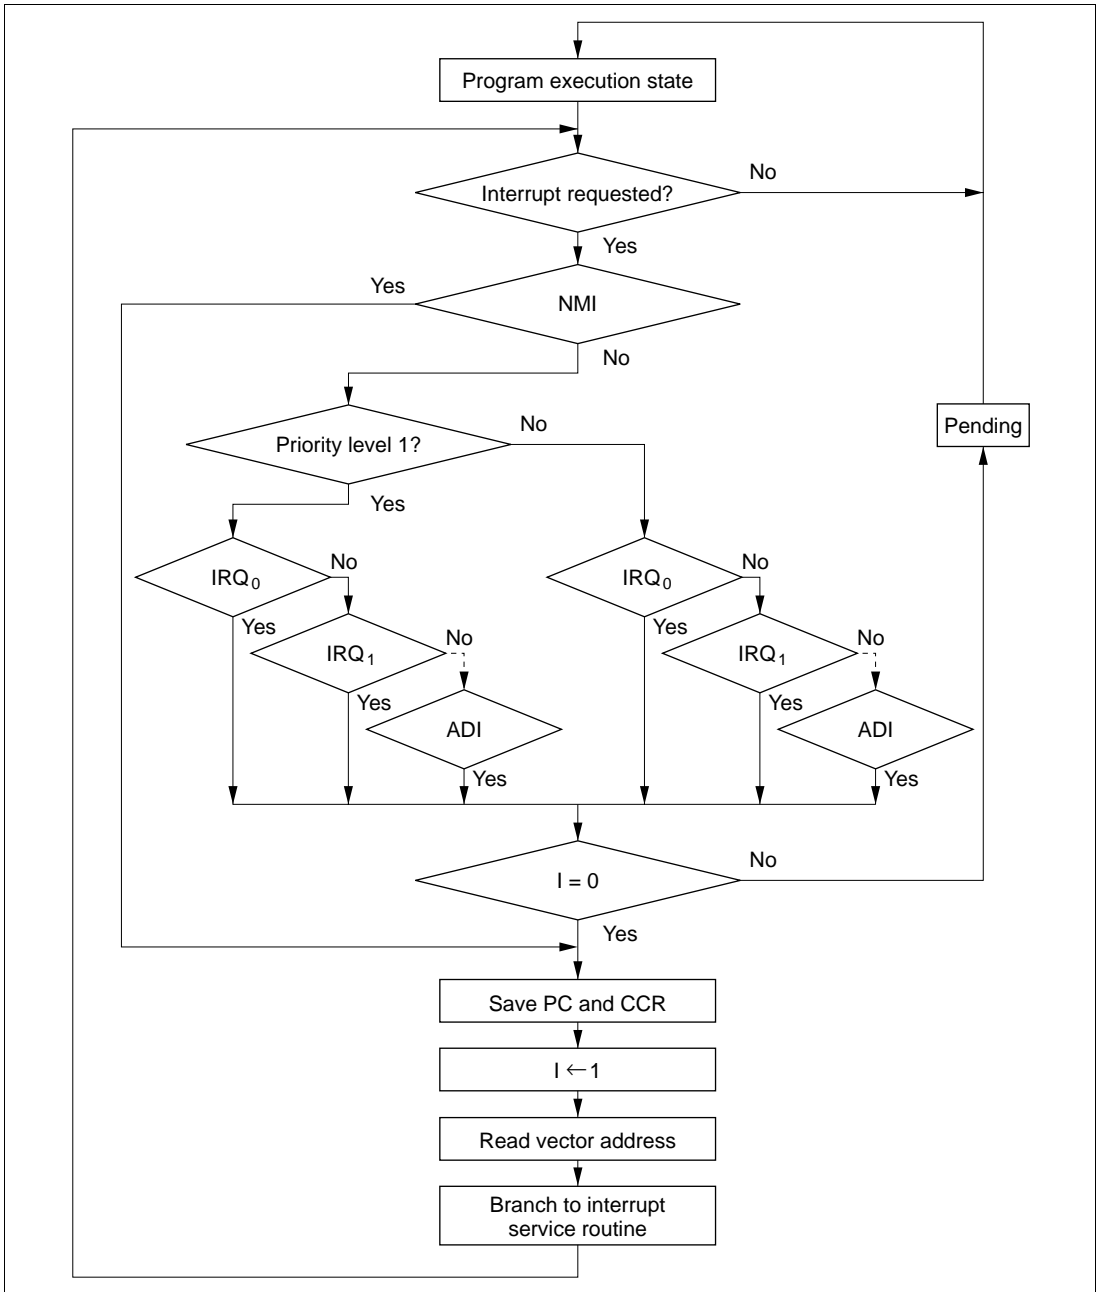 Program execution state
Interrupt requested?
No
Yes
NMI
Yes
No
Priority level 1?
No
Yes
Pending
IRQ0
No
Yes
IRQ1
No
Yes
ADI
Yes
IRQ0
No
Yes
IRQ1
No
Yes
ADI
Yes
I = 0
No
Yes
Save PC and CCR
I ←1
Read vector address
Branch to interrupt
service routine